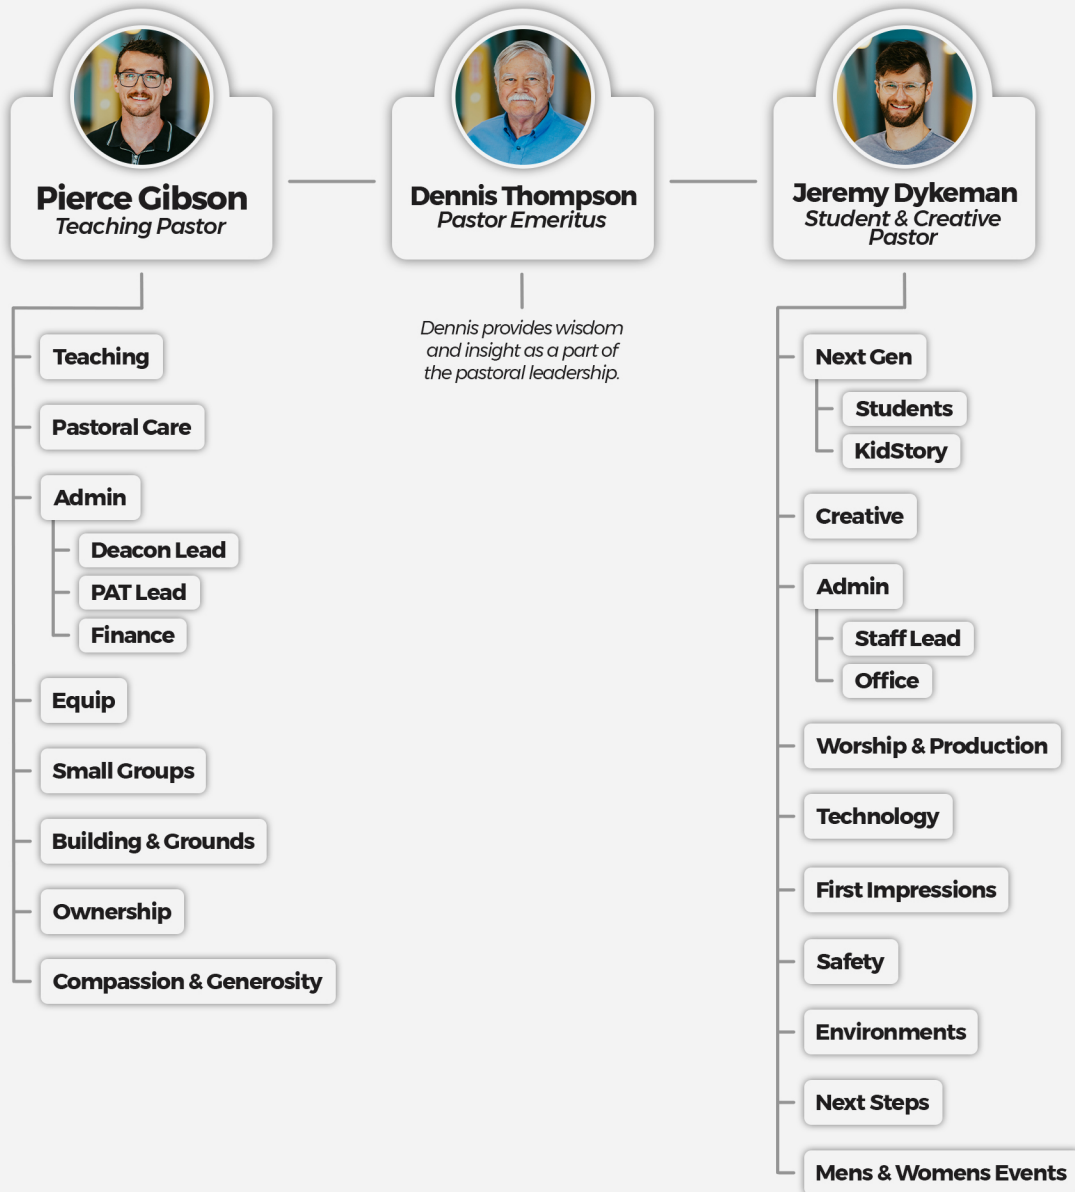 Pierce Gibson
Teaching Pastor
Teaching
Pastoral Care
Admin
Deacon Lead
PAT Lead
Finance
Equip
Small Groups
Building & Grounds
Ownership
Compassion & Generosity
Dennis Thompson
Pastor Emeritus
Dennis provides wisdom
and insight as a part of
the pastoral leadership.
Jeremy Dykeman
Student & Creative
Pastor
Next Gen
Students
KidStory
Creative
Admin
Staff Lead
Office
Worship & Production
Technology
First Impressions
Safety
Environments
Next Steps
Mens & Womens Events